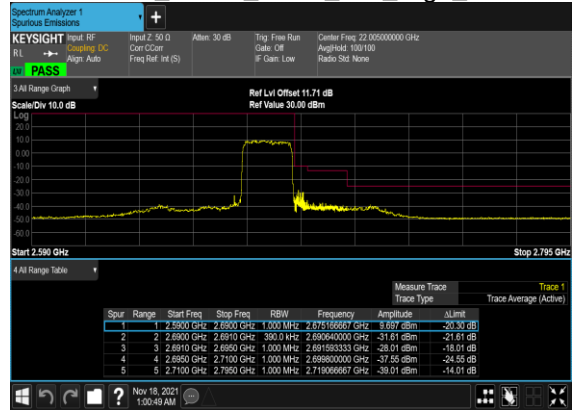 Spectrum Analyzer 1
Spurious Emissions
KEYSIGHT Input: RF Input Z: 50 Ω Atten: 30 dB Trig: Free Run Center Freq: 22.005000000 GHz
RL Coupling: DC Corr CCorr Gate: Off Avg|Hold: 100/100
Align: Auto Freq Ref: Int (S) IF Gain: Low Radio Std: None
LW PASS
3 All Range Graph
Ref Lvl Offset 11.71 dB
Scale/Div 10.0 dB Ref Value 30.00 dBm
Log
20.0
10.0
0.00
-10.0
-20.0
-30.0
-40.0
-50.0
-60.0
Start 2.590 GHz Stop 2.795 GHz
4 All Range Table
Measure Trace Trace 1
Trace Type Trace Average (Active)
Spur Range Start Freq Stop Freq RBW Frequency Amplitude ΔLimit
1 1 2.5900 GHz 2.6900 GHz 1.000 MHz 2.675166667 GHz 9.697 dBm -20.30 dB
2 2 2.6900 GHz 2.6910 GHz 390.0 kHz 2.690640000 GHz -31.61 dBm -21.61 dB
3 3 2.6910 GHz 2.6950 GHz 1.000 MHz 2.691593333 GHz -28.01 dBm -18.01 dB
4 4 2.6950 GHz 2.7100 GHz 1.000 MHz 2.699800000 GHz -37.55 dBm -24.55 dB
5 5 2.7100 GHz 2.7950 GHz 1.000 MHz 2.719066667 GHz -39.01 dBm -14.01 dB
Nov 18, 2021
1:00:49 AM